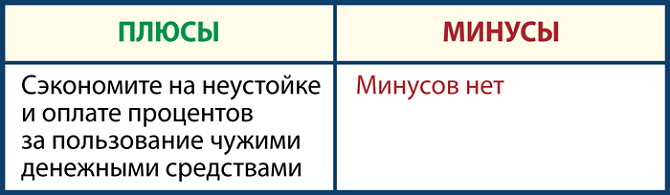 ПЛЮСЫ
МИНУСЫ
Сэкономите на неустойке
и оплате процентов
за пользование чужими
денежными средствами
Минусов нет